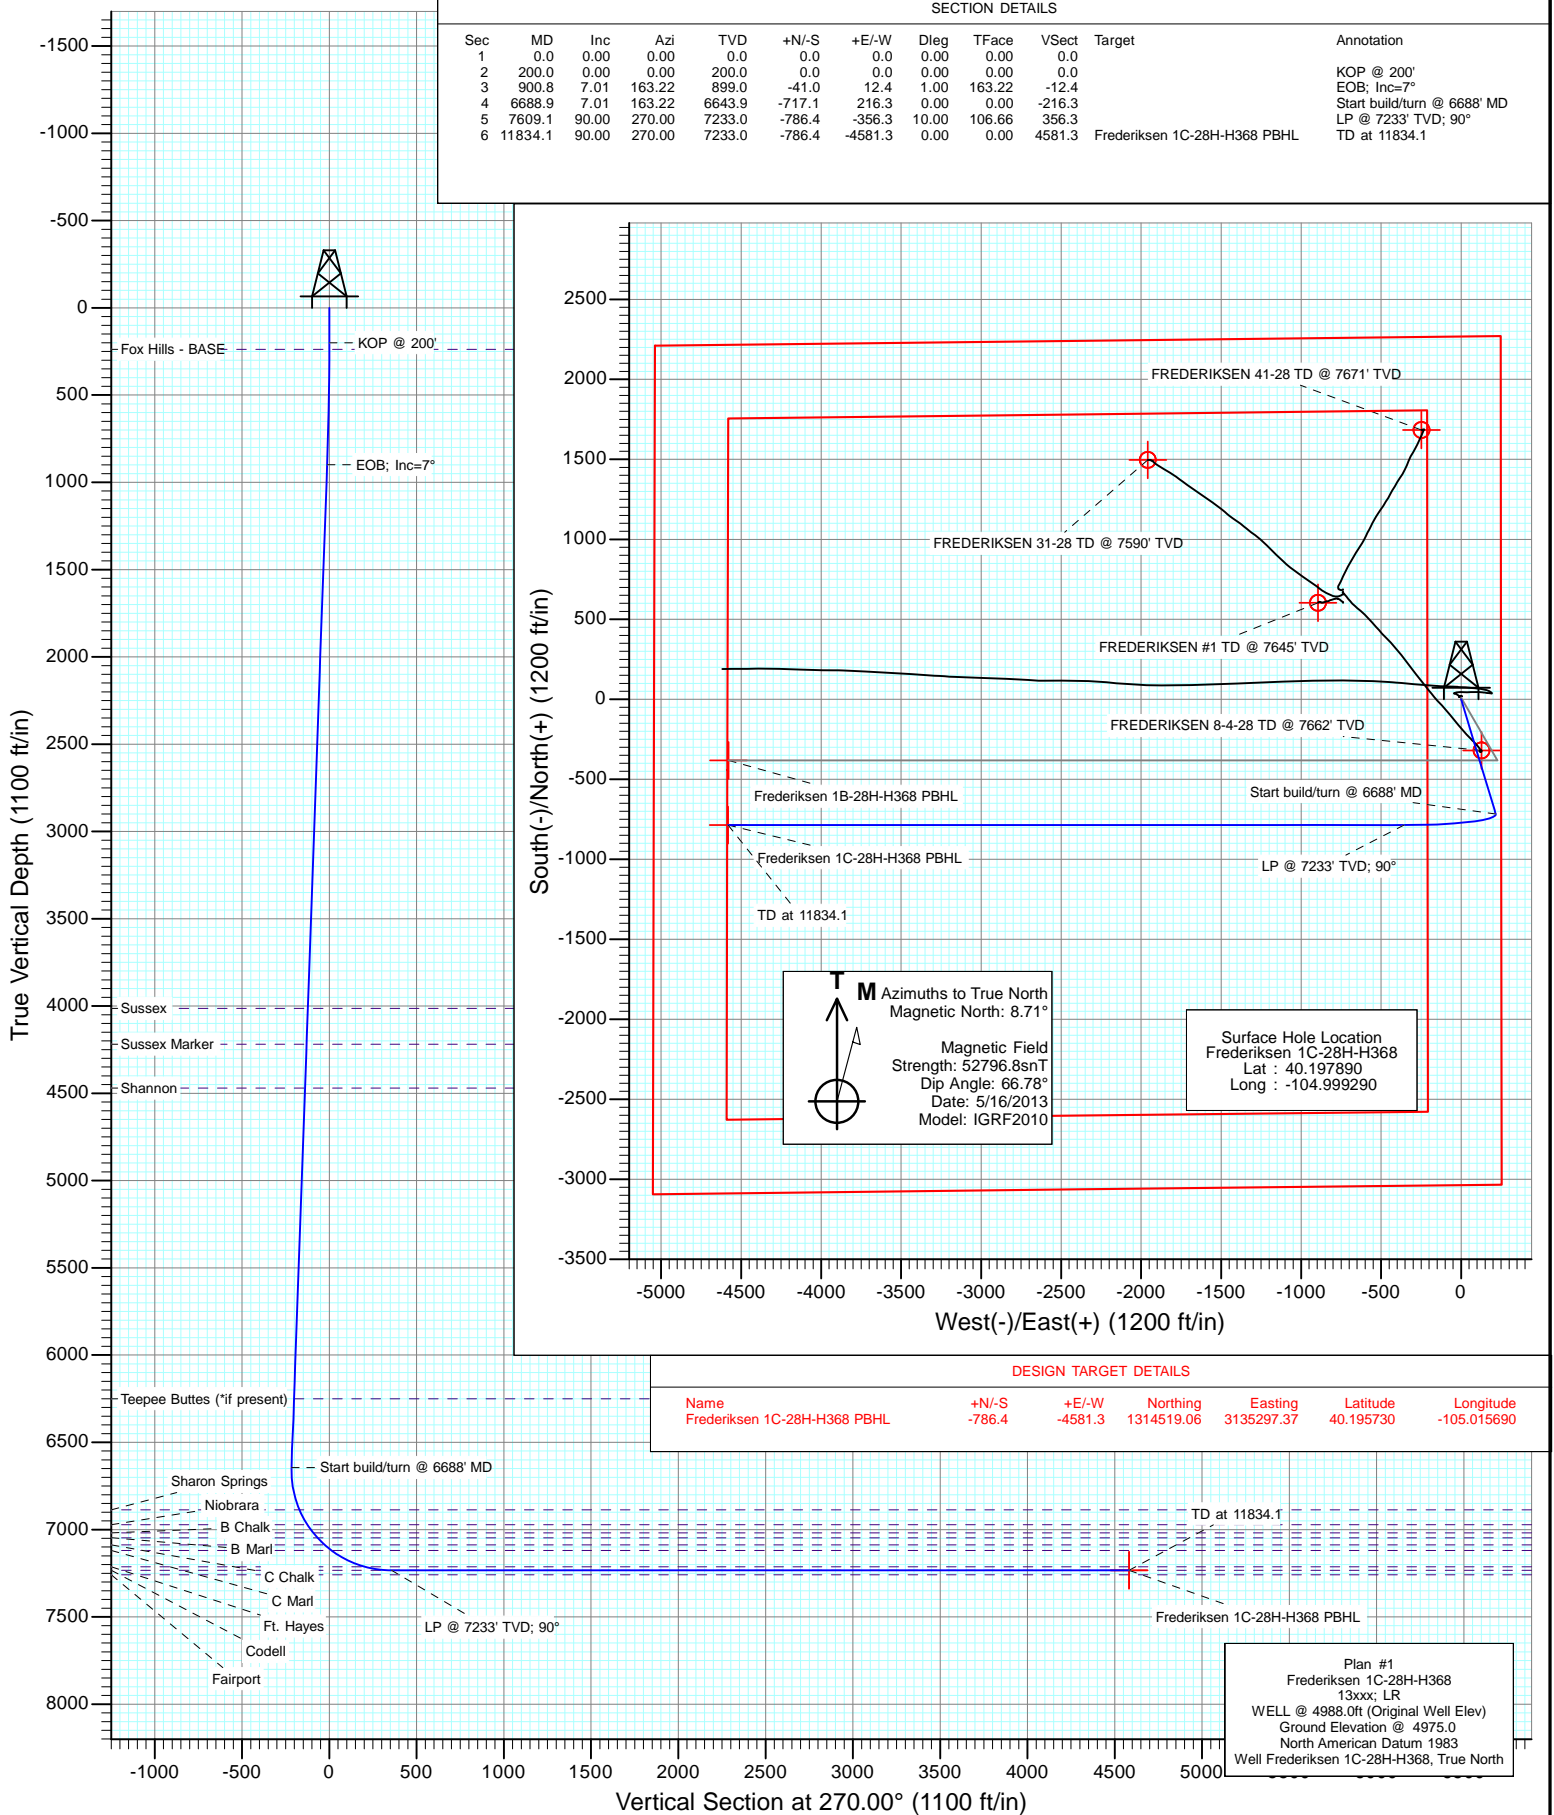 SECTION DETAILS
Sec MD Inc Azi TVD +N/-S +E/-W Dleg TFace VSect Target Annotation
1 0.0 0.00 0.00 0.0 0.0 0.0 0.00 0.00 0.0
2 200.0 0.00 0.00 200.0 0.0 0.0 0.00 0.00 0.0 KOP @ 200'
3 900.8 7.01 163.22 899.0 -41.0 12.4 1.00 163.22 -12.4 EOB; Inc=7°
4 6688.9 7.01 163.22 6643.9 -717.1 216.3 0.00 0.00 -216.3 Start build/turn @ 6688' MD
5 7609.1 90.00 270.00 7233.0 -786.4 -356.3 10.00 106.66 356.3 LP @ 7233' TVD; 90°
6 11834.1 90.00 270.00 7233.0 -786.4 -4581.3 0.00 0.00 4581.3 Frederiksen 1C-28H-H368 PBHL TD at 11834.1
True Vertical Depth (1100 ft/in)
-1500
-1000
-500
0
500
1000
1500
2000
2500
3000
3500
4000
4500
5000
5500
6000
6500
7000
7500
8000
KOP @ 200'
Fox Hills - BASE
EOB; Inc=7°
Sussex
Sussex Marker
Shannon
Teepee Buttes (*if present)
Start build/turn @ 6688' MD
Sharon Springs
Niobrara
B Chalk
B Marl
C Chalk
C Marl
Ft. Hayes
Codell
Fairport
LP @ 7233' TVD; 90°
TD at 11834.1
Frederiksen 1C-28H-H368 PBHL
-1000 -500 0 500 1000 1500 2000 2500 3000 3500 4000 4500 5000
Vertical Section at 270.00° (1100 ft/in)
South(-)/North(+) (1200 ft/in)
2500
2000
1500
1000
500
0
-500
-1000
-1500
-2000
-2500
-3000
-3500
FREDERIKSEN 41-28 TD @ 7671' TVD
FREDERIKSEN 31-28 TD @ 7590' TVD
FREDERIKSEN #1 TD @ 7645' TVD
FREDERIKSEN 8-4-28 TD @ 7662' TVD
Frederiksen 1B-28H-H368 PBHL
Start build/turn @ 6688' MD
Frederiksen 1C-28H-H368 PBHL
LP @ 7233' TVD; 90°
TD at 11834.1
T
M
Azimuths to True North
Magnetic North: 8.71°
Magnetic Field
Strength: 52796.8snT
Dip Angle: 66.78°
Date: 5/16/2013
Model: IGRF2010
Surface Hole Location
Frederiksen 1C-28H-H368
Lat : 40.197890
Long : -104.999290
-5000 -4500 -4000 -3500 -3000 -2500 -2000 -1500 -1000 -500 0
West(-)/East(+) (1200 ft/in)
DESIGN TARGET DETAILS
Name +N/-S +E/-W Northing Easting Latitude Longitude
Frederiksen 1C-28H-H368 PBHL -786.4 -4581.3 1314519.06 3135297.37 40.195730 -105.015690
Plan #1
Frederiksen 1C-28H-H368
13xxx; LR
WELL @ 4988.0ft (Original Well Elev)
Ground Elevation @ 4975.0
North American Datum 1983
Well Frederiksen 1C-28H-H368, True North